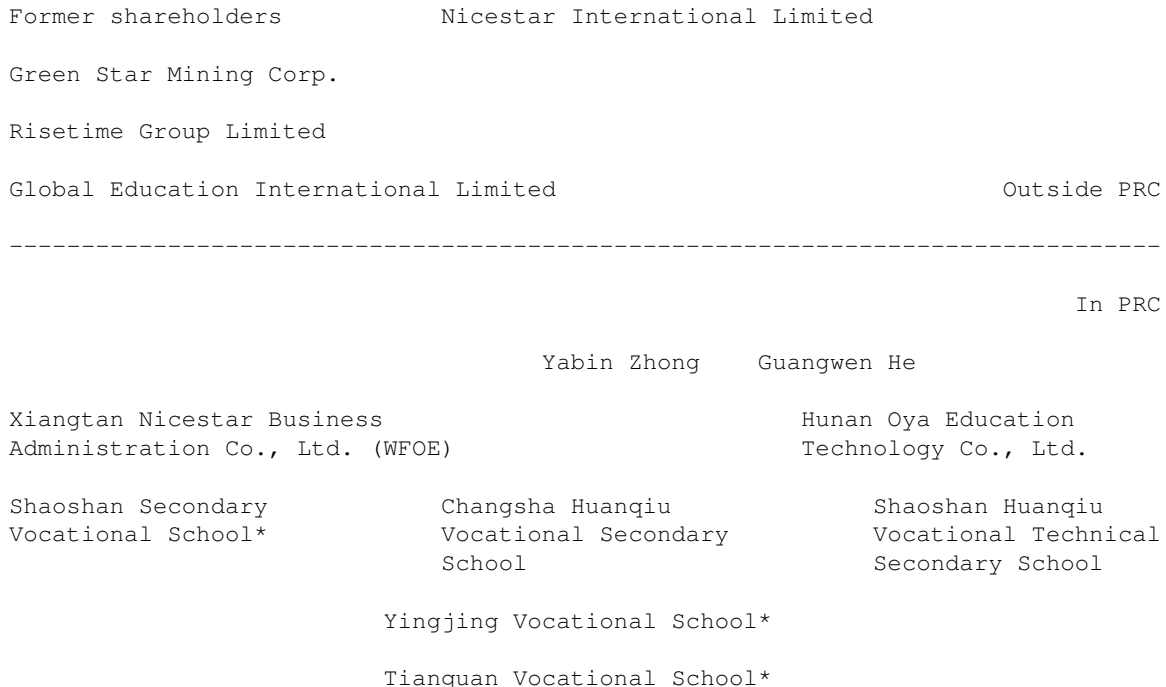 Former shareholders Nicestar International Limited
Green Star Mining Corp.
Risetime Group Limited
Global Education International Limited Outside PRC
--------------------------------------------------------------------------------
In PRC
Yabin Zhong Guangwen He
Xiangtan Nicestar Business Hunan Oya Education
Administration Co., Ltd. (WFOE) Technology Co., Ltd.
Shaoshan Secondary Changsha Huanqiu Shaoshan Huanqiu
Vocational School* Vocational Secondary Vocational Technical
School Secondary School
Yingjing Vocational School*
Tianquan Vocational School*